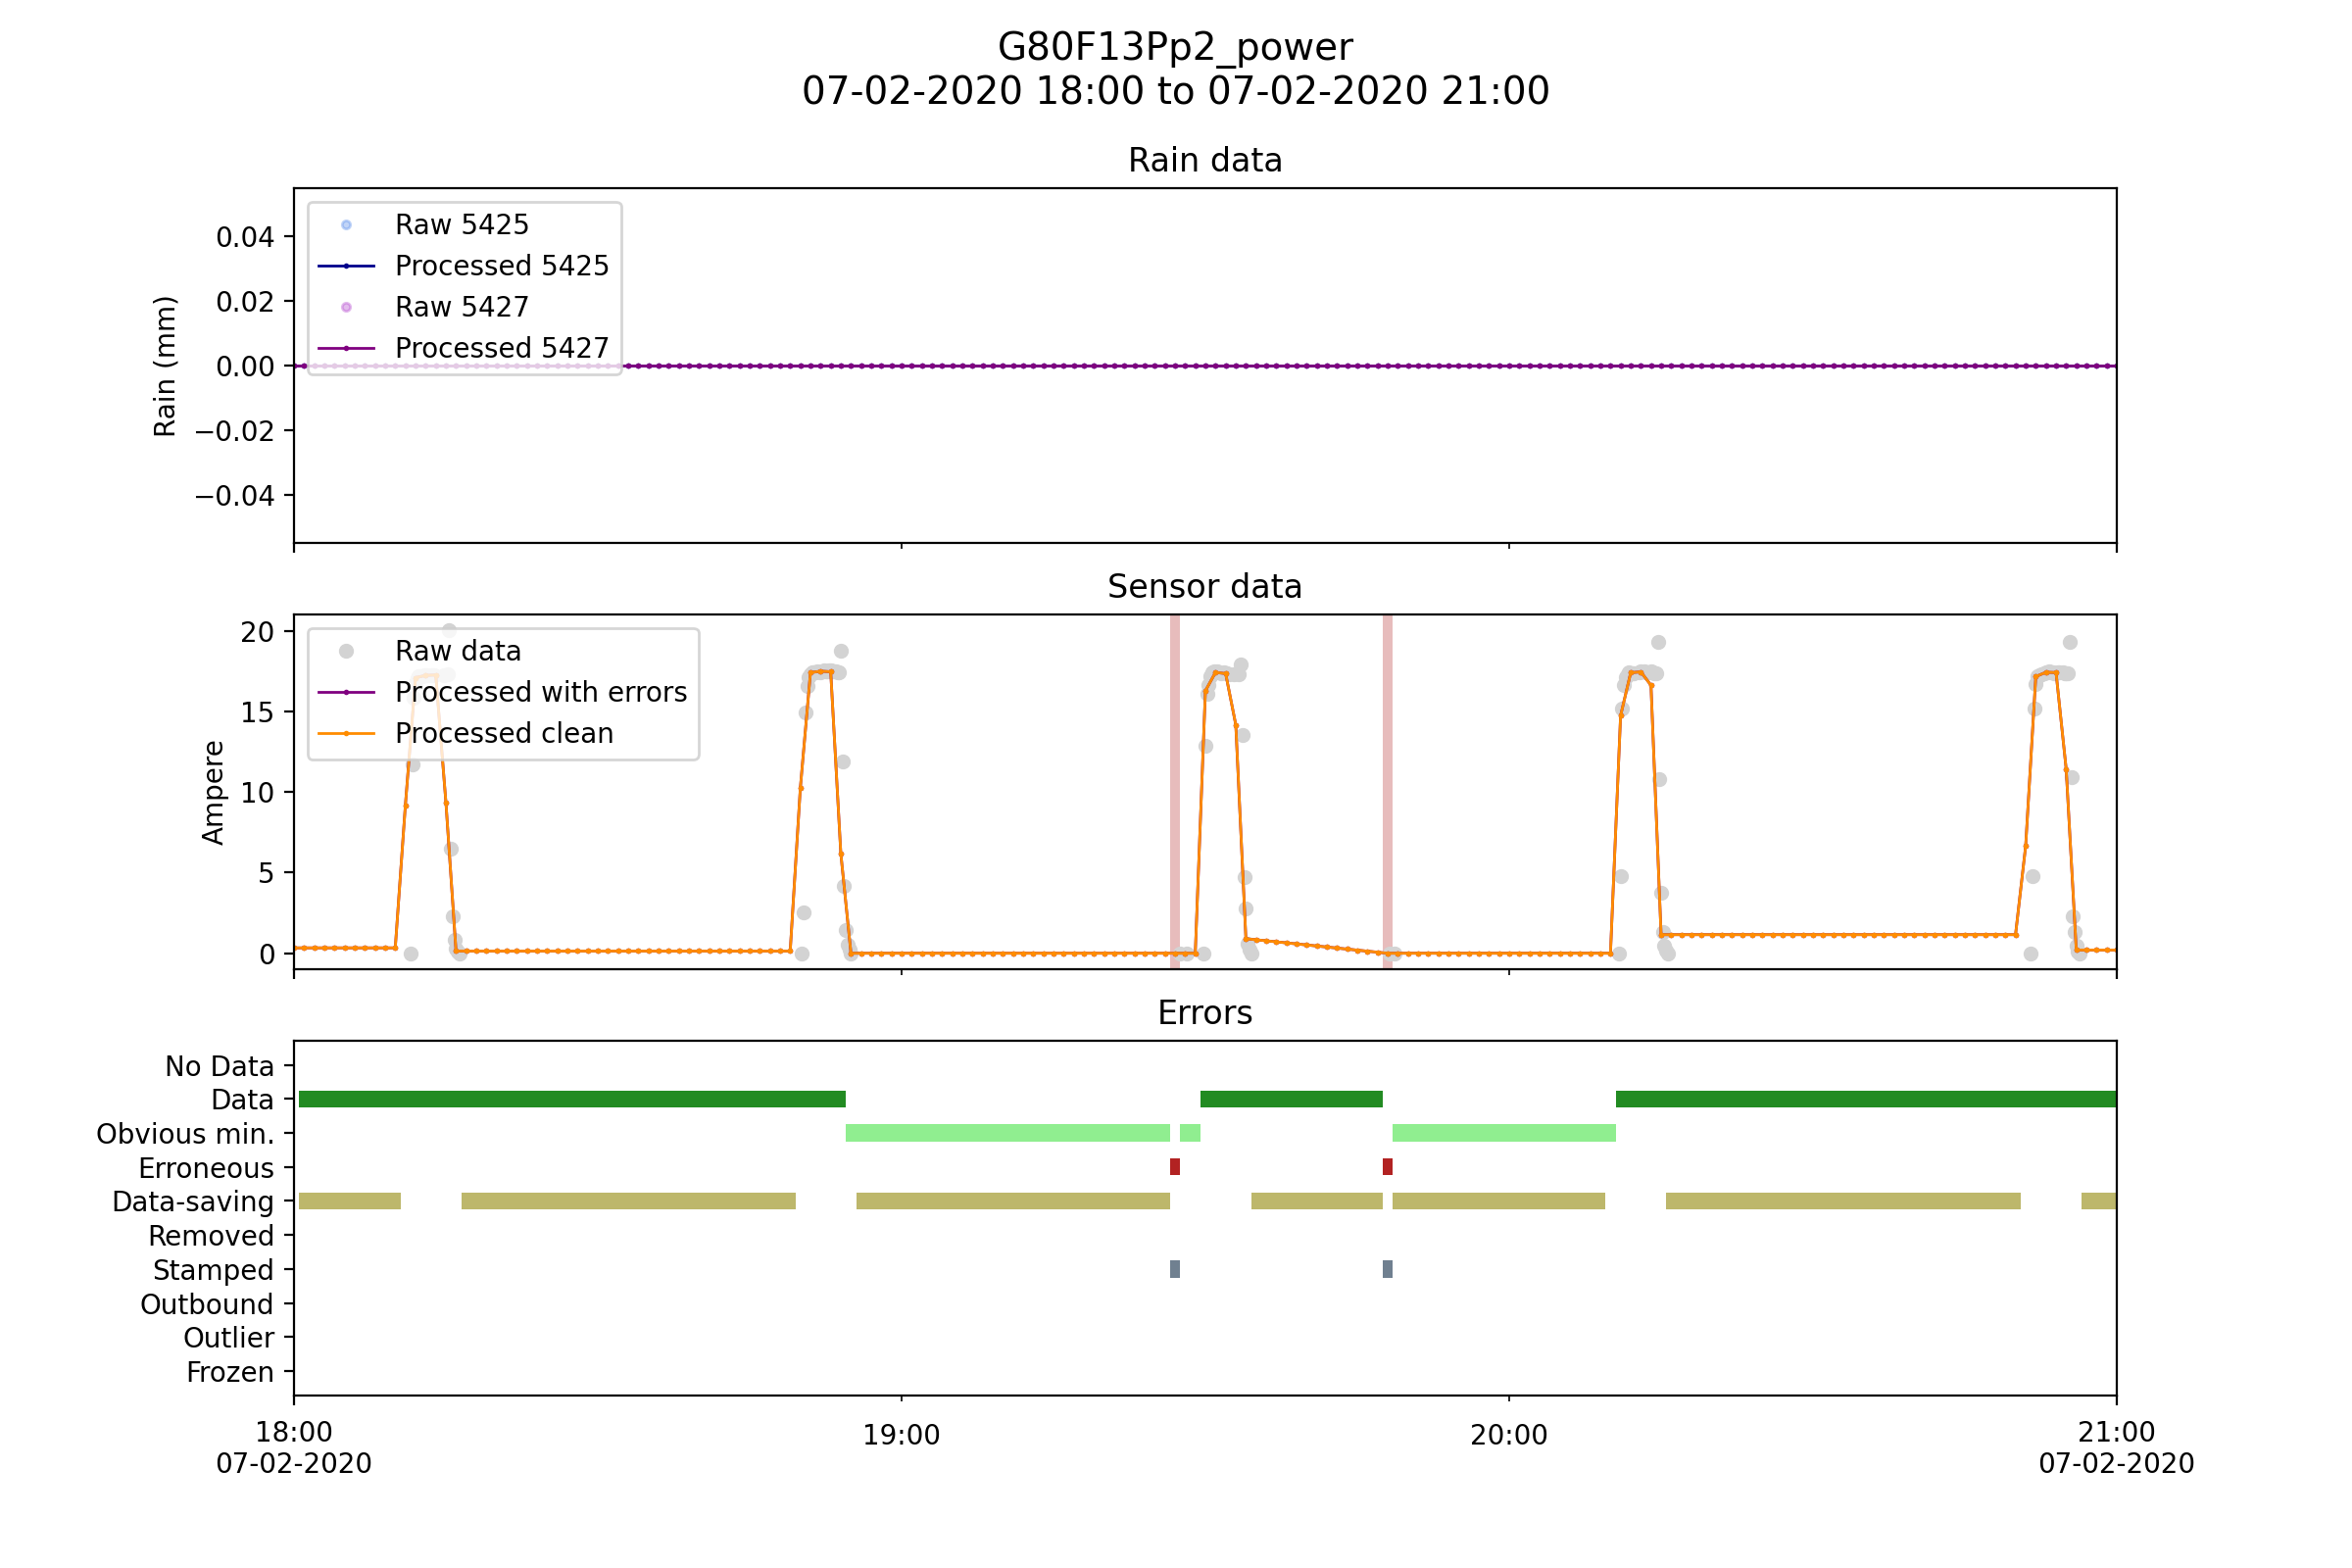 G80F13Pp2_power
07-02-2020 18:00 to 07-02-2020 21:00
Rain data
Rain (mm)
0.04
0.02
0.00
−0.02
−0.04
Raw 5425
Processed 5425
Raw 5427
Processed 5427
Sensor data
Ampere
20
15
10
5
0
Raw data
Processed with errors
Processed clean
Errors
No Data
Data
Obvious min.
Erroneous
Data-saving
Removed
Stamped
Outbound
Outlier
Frozen
18:00
07-02-2020
19:00
20:00
21:00
07-02-2020